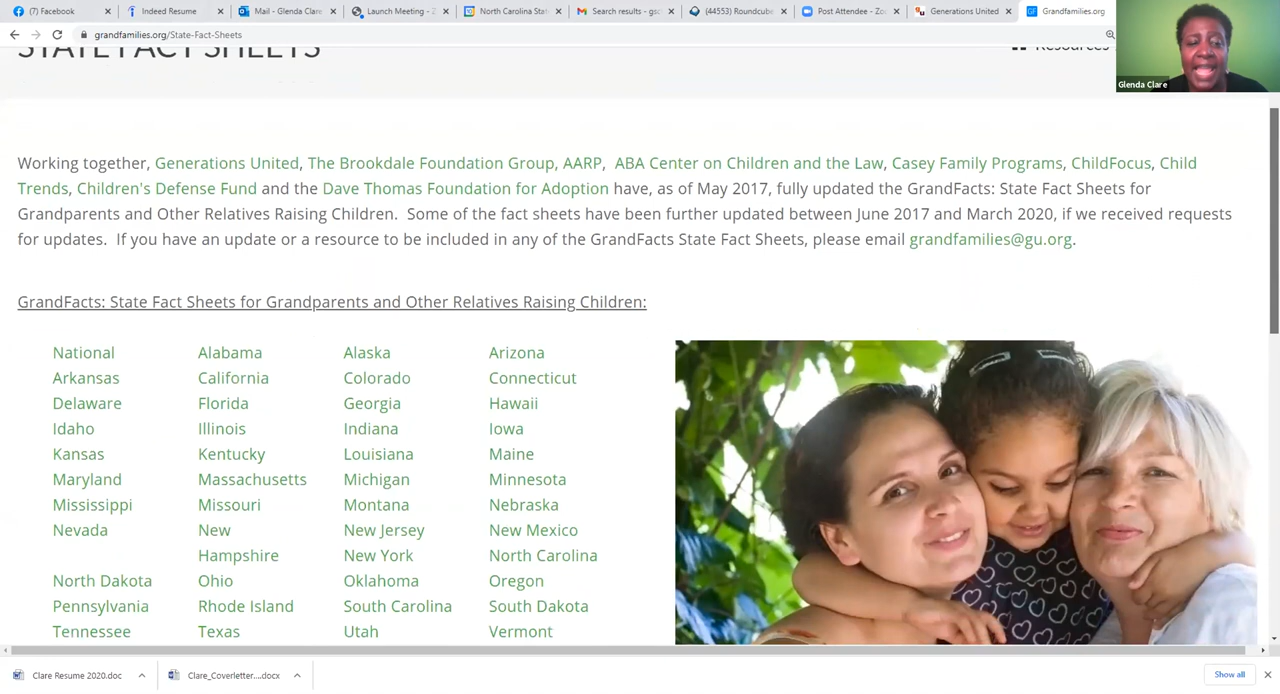 (7) Facebook
Indeed Resume
Mail - Glenda Clare
Launch Meeting - Z
North Carolina Stat
Search results - gsc
(44553) Roundcube
Post Attendee - Zo
Generations United
Grandfamilies.org
grandfamilies.org/State-Fact-Sheets
Glenda Clare
STATE FACT SHEETS
Resources
Working together, Generations United, The Brookdale Foundation Group, AARP, ABA Center on Children and the Law, Casey Family Programs, ChildFocus, Child
Trends, Children's Defense Fund and the Dave Thomas Foundation for Adoption have, as of May 2017, fully updated the GrandFacts: State Fact Sheets for
Grandparents and Other Relatives Raising Children. Some of the fact sheets have been further updated between June 2017 and March 2020, if we received requests
for updates. If you have an update or a resource to be included in any of the GrandFacts State Fact Sheets, please email grandfamilies@gu.org.
GrandFacts: State Fact Sheets for Grandparents and Other Relatives Raising Children:
National Alabama Alaska Arizona
Arkansas California Colorado Connecticut
Delaware Florida Georgia Hawaii
Idaho Illinois Indiana Iowa
Kansas Kentucky Louisiana Maine
Maryland Massachusetts Michigan Minnesota
Mississippi Missouri Montana Nebraska
Nevada New New Jersey New Mexico
Hampshire New York North Carolina
North Dakota Ohio Oklahoma Oregon
Pennsylvania Rhode Island South Carolina South Dakota
Tennessee Texas Utah Vermont
Clare Resume 2020.doc
Clare_Coverletter....docx
Show all